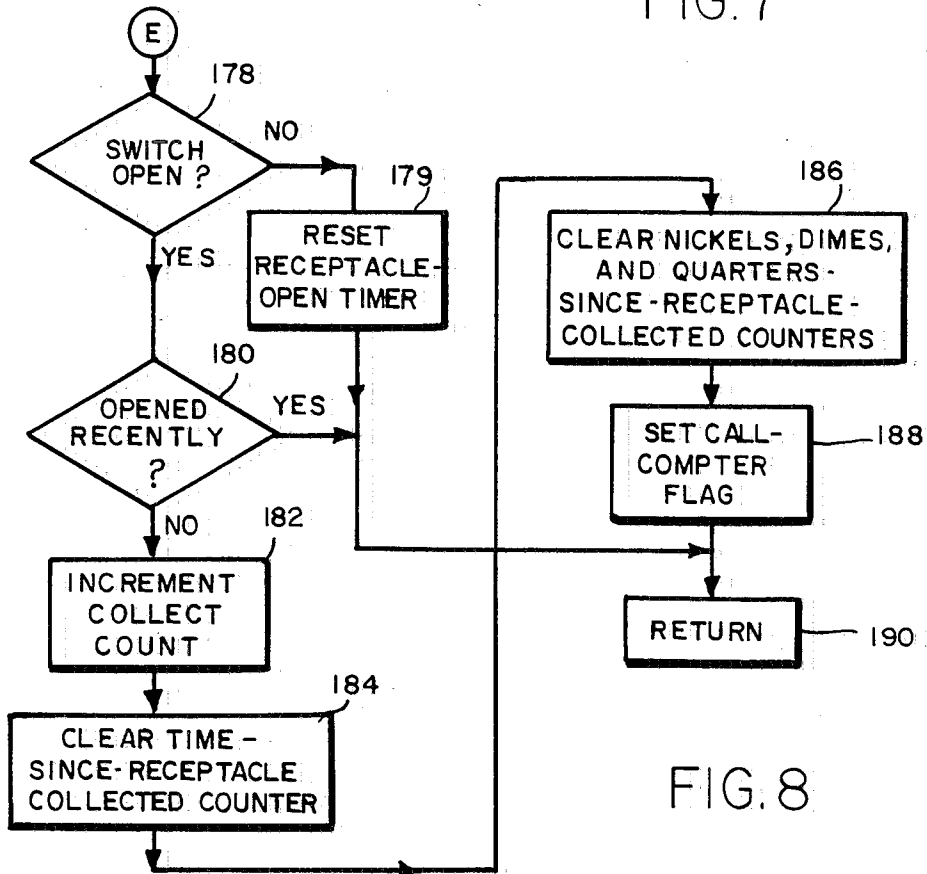 FIG. 7
E
178
SWITCH
OPEN ?
NO
YES
179
RESET
RECEPTACLE-
OPEN TIMER
180
OPENED
RECENTLY
?
YES
NO
182
INCREMENT
COLLECT
COUNT
184
CLEAR TIME-
SINCE-RECEPTACLE
COLLECTED COUNTER
186
CLEAR NICKELS, DIMES,
AND QUARTERS-
SINCE-RECEPTACLE-
COLLECTED COUNTERS
188
SET CALL-
COMPTER
FLAG
RETURN
190
FIG. 8